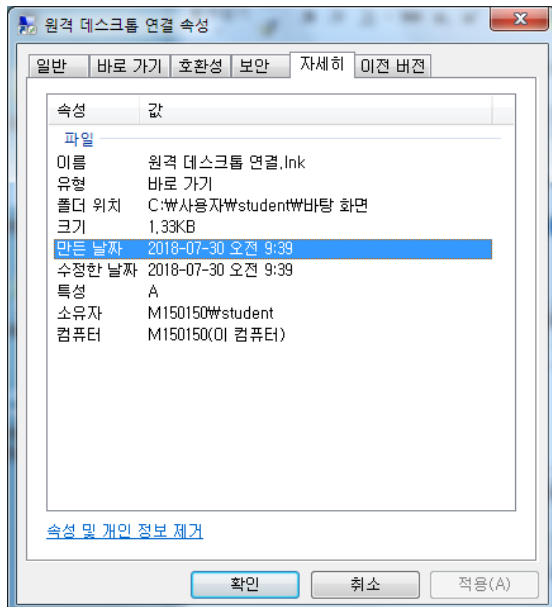 원격 데스크톱 연결 속성
일반 바로 가기 호환성 보안 자세히 이전 버전
속성 값
파일
이름 원격 데스크톱 연결.lnk
유형 바로 가기
폴더 위치 C:₩사용자₩student₩바탕 화면
크기 1.33KB
만든 날짜 2018-07-30 오전 9:39
수정한 날짜 2018-07-30 오전 9:39
특성 A
소유자 M150150₩student
컴퓨터 M150150(이 컴퓨터)
속성 및 개인 정보 제거
확인 취소 적용(A)